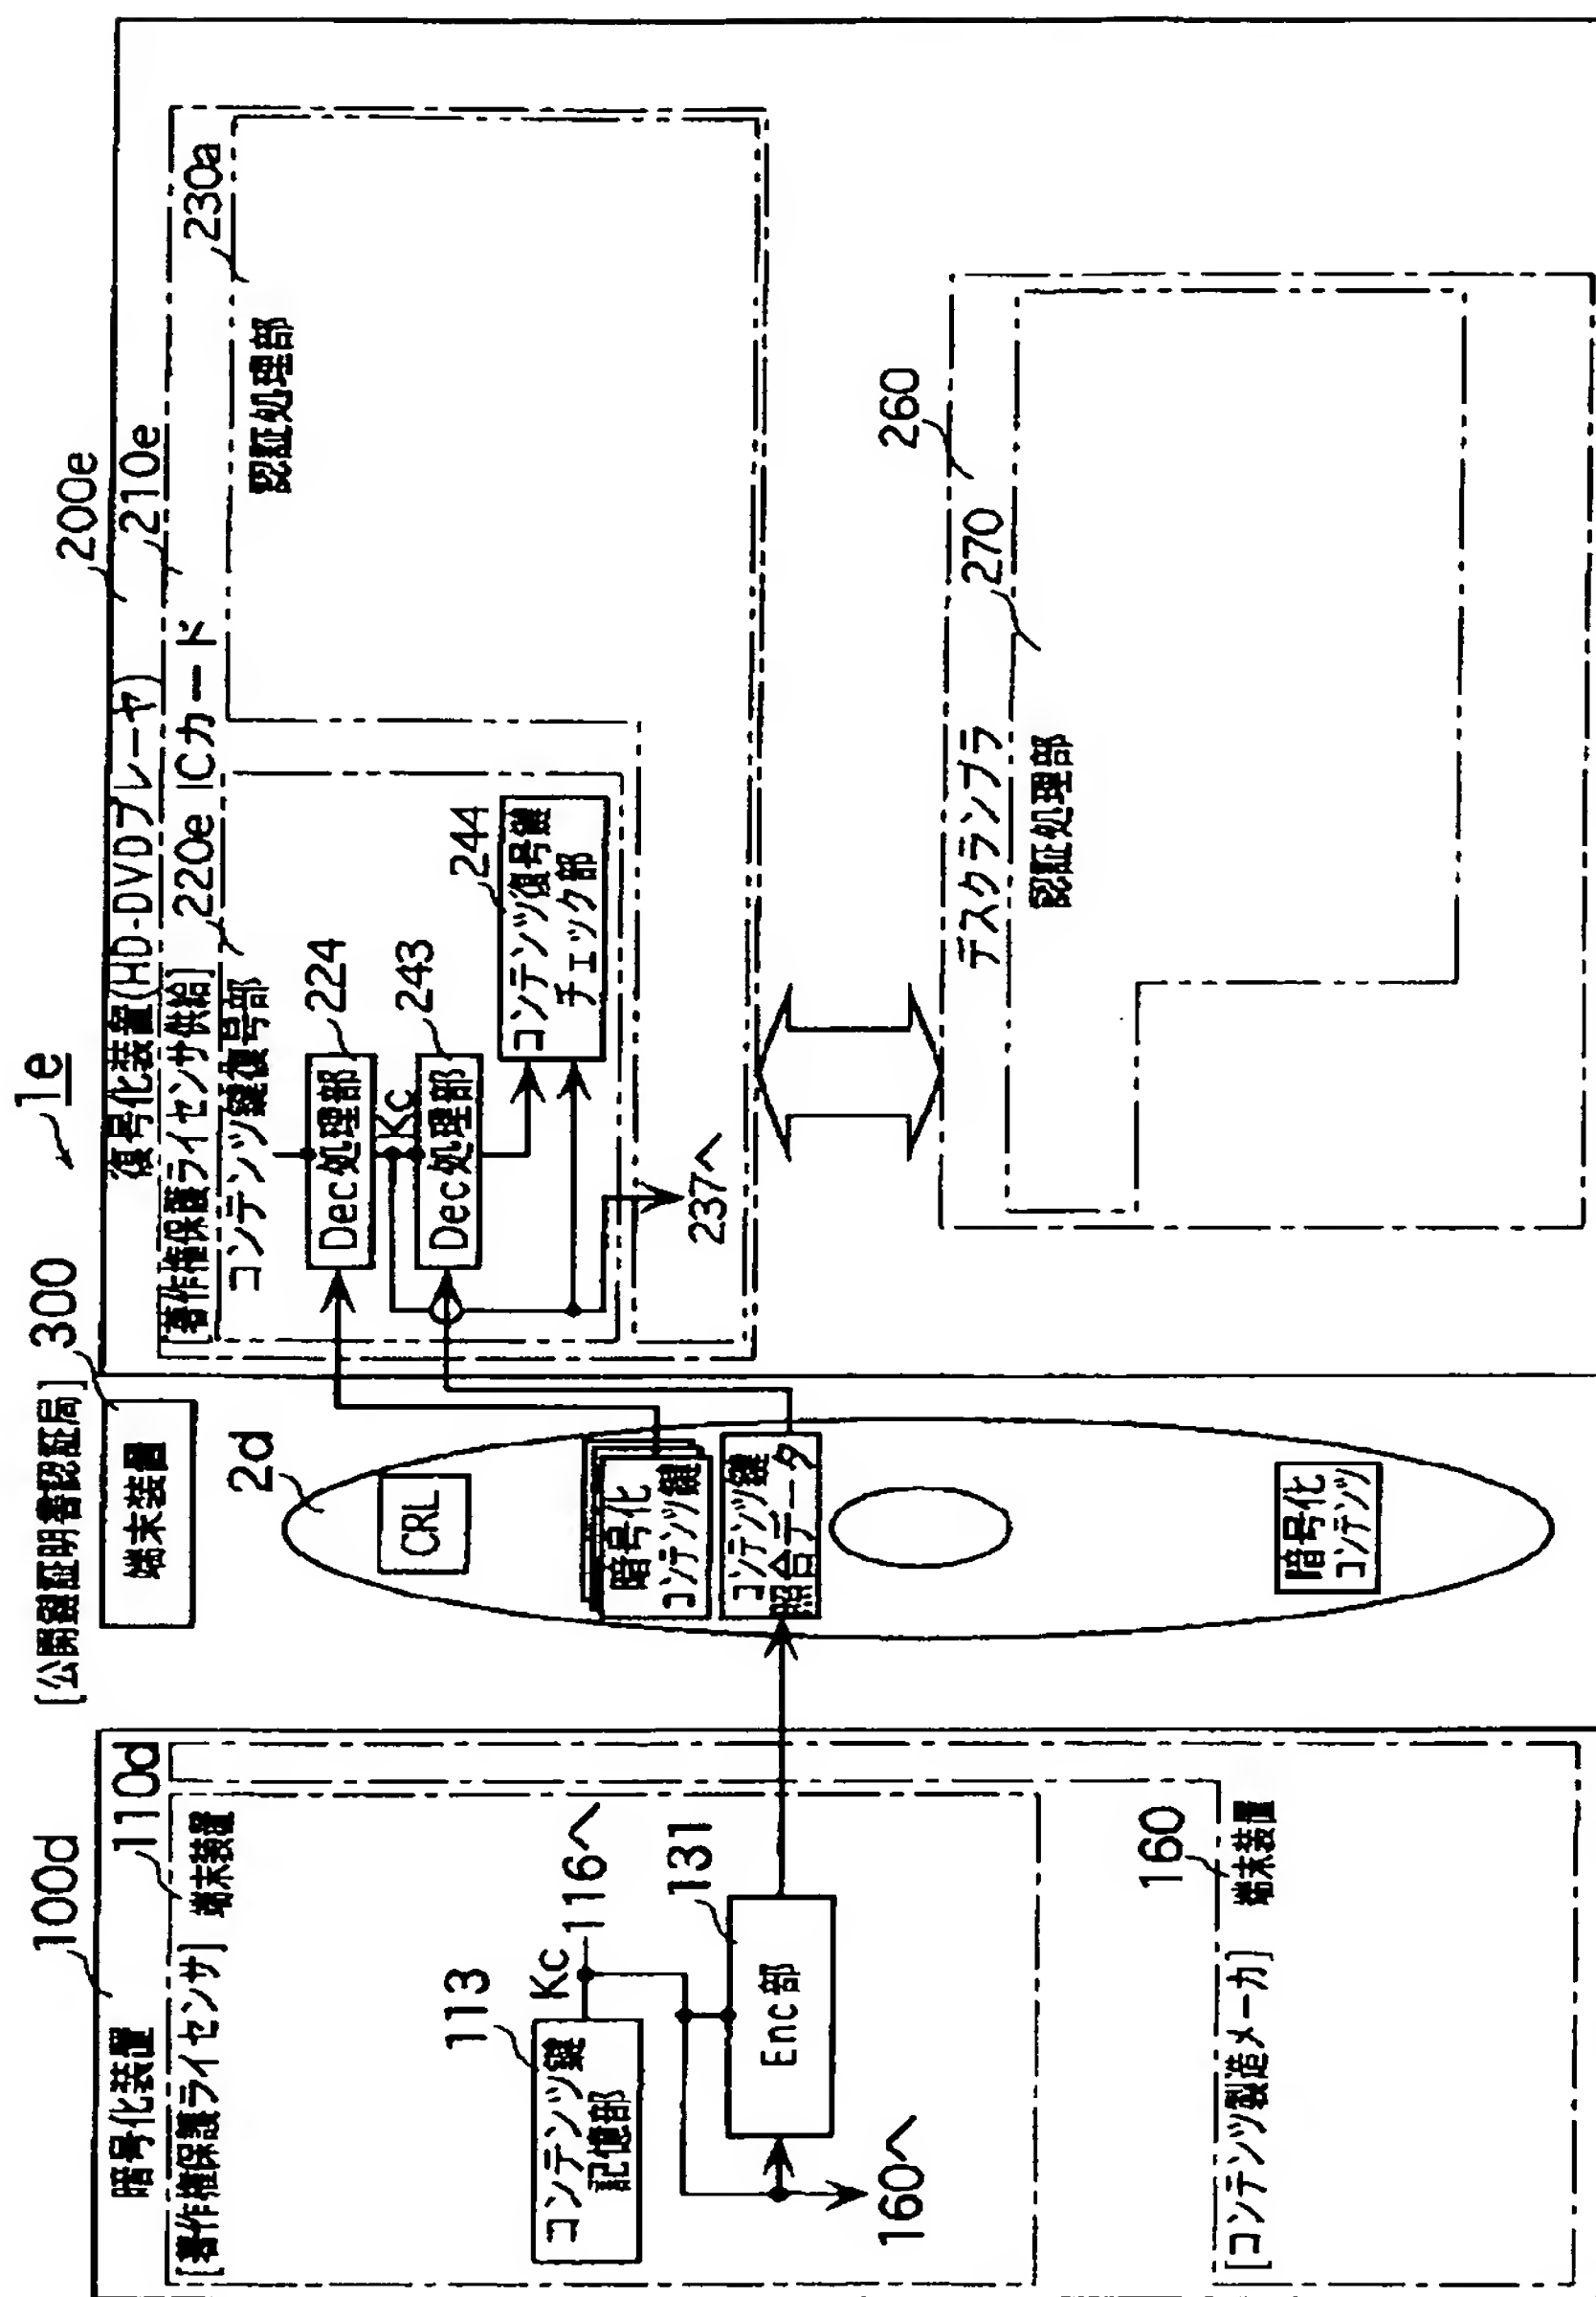 1e
100d
暗号化装置
110d
[著作権保護ライセンサ] 端末装置
113
コンテンツ鍵
記憶部
Kc
116へ
131
Enc部
160へ
160
[コンテンツ製造メーカ] 端末装置
[公開鍵証明書認証局]
300
端末装置
2d
CRL
暗号化
コンテンツ鍵
コンテンツ鍵
照合データ
暗号化
コンテンツ
200e
復号化装置(HD-DVDプレーヤ)
210e
[著作権保護ライセンサ供給]
ICカード
220e
コンテンツ鍵復号部
224
Dec処理部
Kc
243
Dec処理部
244
コンテンツ復号鍵
チェック部
237へ
230a
認証処理部
260
デスクランブラ
270
認証処理部